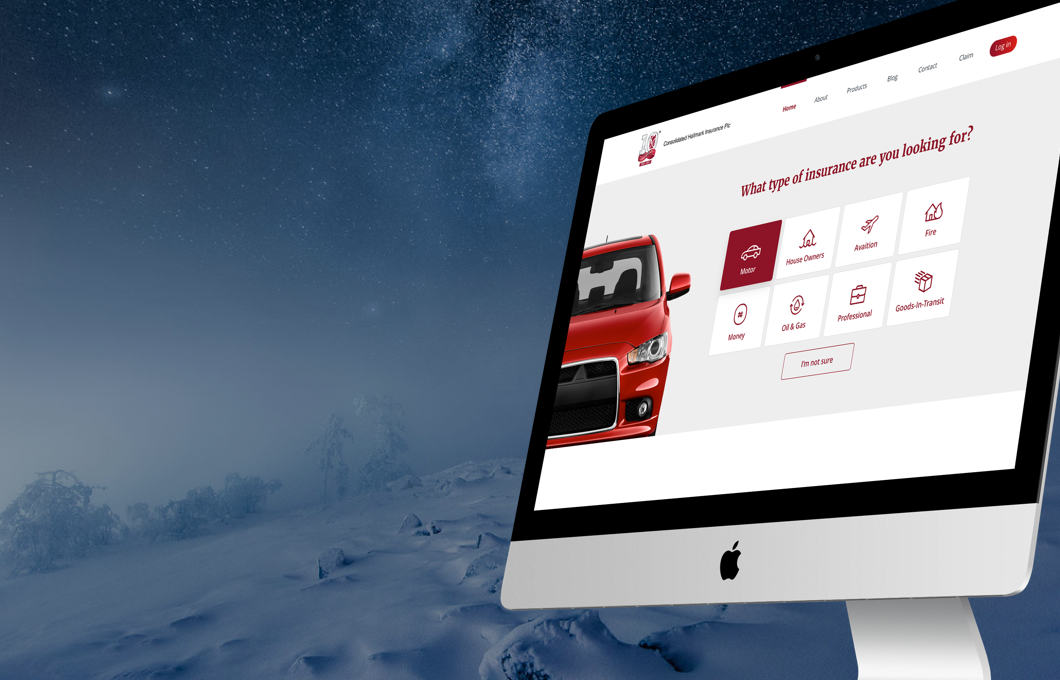 Home
About
Products
Blog
Contact
Claim
Log in
Consolidated Hallmark Insurance Plc
What type of insurance are you looking for?
Motor
House Owners
Avaition
Fire
Money
Oil & Gas
Professional
Goods-In-Transit
I'm not sure